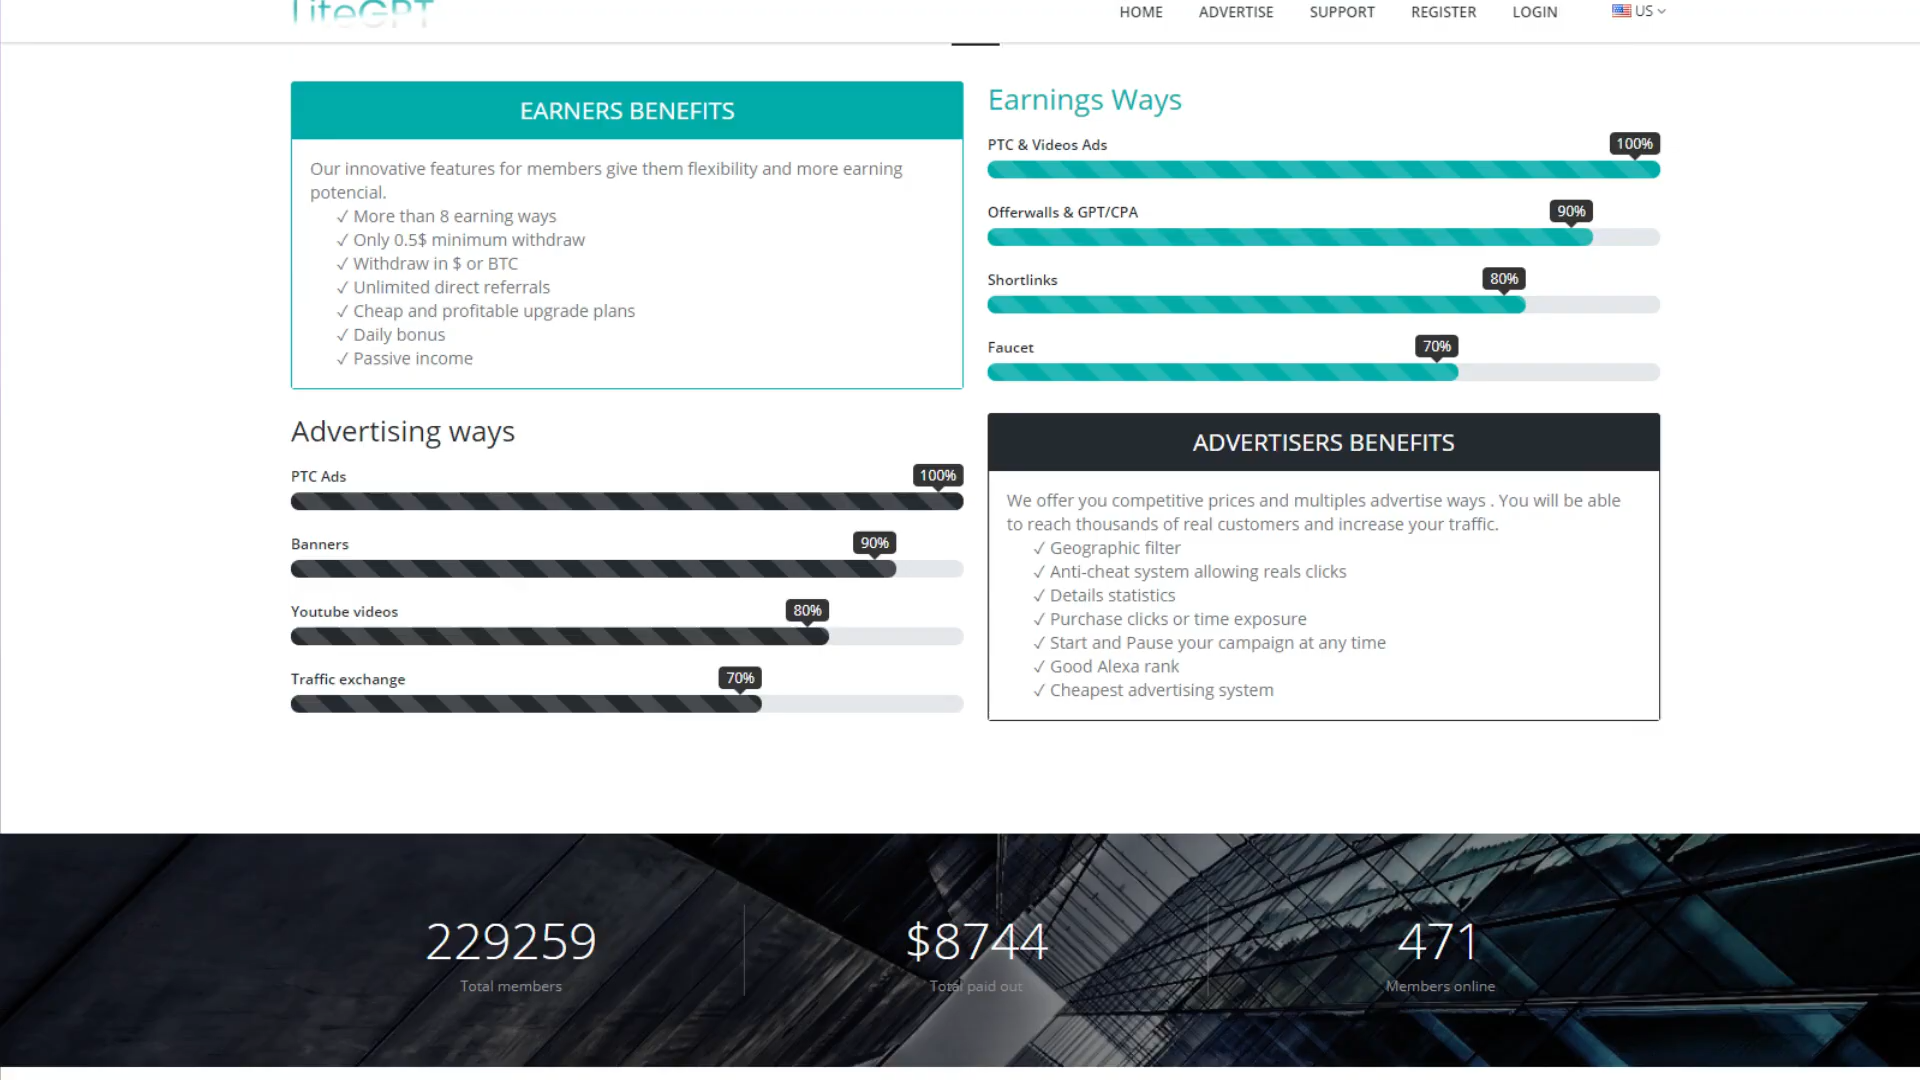 LiteGPT
HOME ADVERTISE SUPPORT REGISTER LOGIN US
EARNERS BENEFITS
Our innovative features for members give them flexibility and more earning
potencial.
✓ More than 8 earning ways
✓ Only 0.5$ minimum withdraw
✓ Withdraw in $ or BTC
✓ Unlimited direct referrals
✓ Cheap and profitable upgrade plans
✓ Daily bonus
✓ Passive income
Earnings Ways
PTC & Videos Ads 100%
Offerwalls & GPT/CPA 90%
Shortlinks 80%
Faucet 70%
Advertising ways
PTC Ads 100%
Banners 90%
Youtube videos 80%
Traffic exchange 70%
ADVERTISERS BENEFITS
We offer you competitive prices and multiples advertise ways . You will be able
to reach thousands of real customers and increase your traffic.
✓ Geographic filter
✓ Anti-cheat system allowing reals clicks
✓ Details statistics
✓ Purchase clicks or time exposure
✓ Start and Pause your campaign at any time
✓ Good Alexa rank
✓ Cheapest advertising system
229259
Total members
$8744
Total paid out
471
Members online